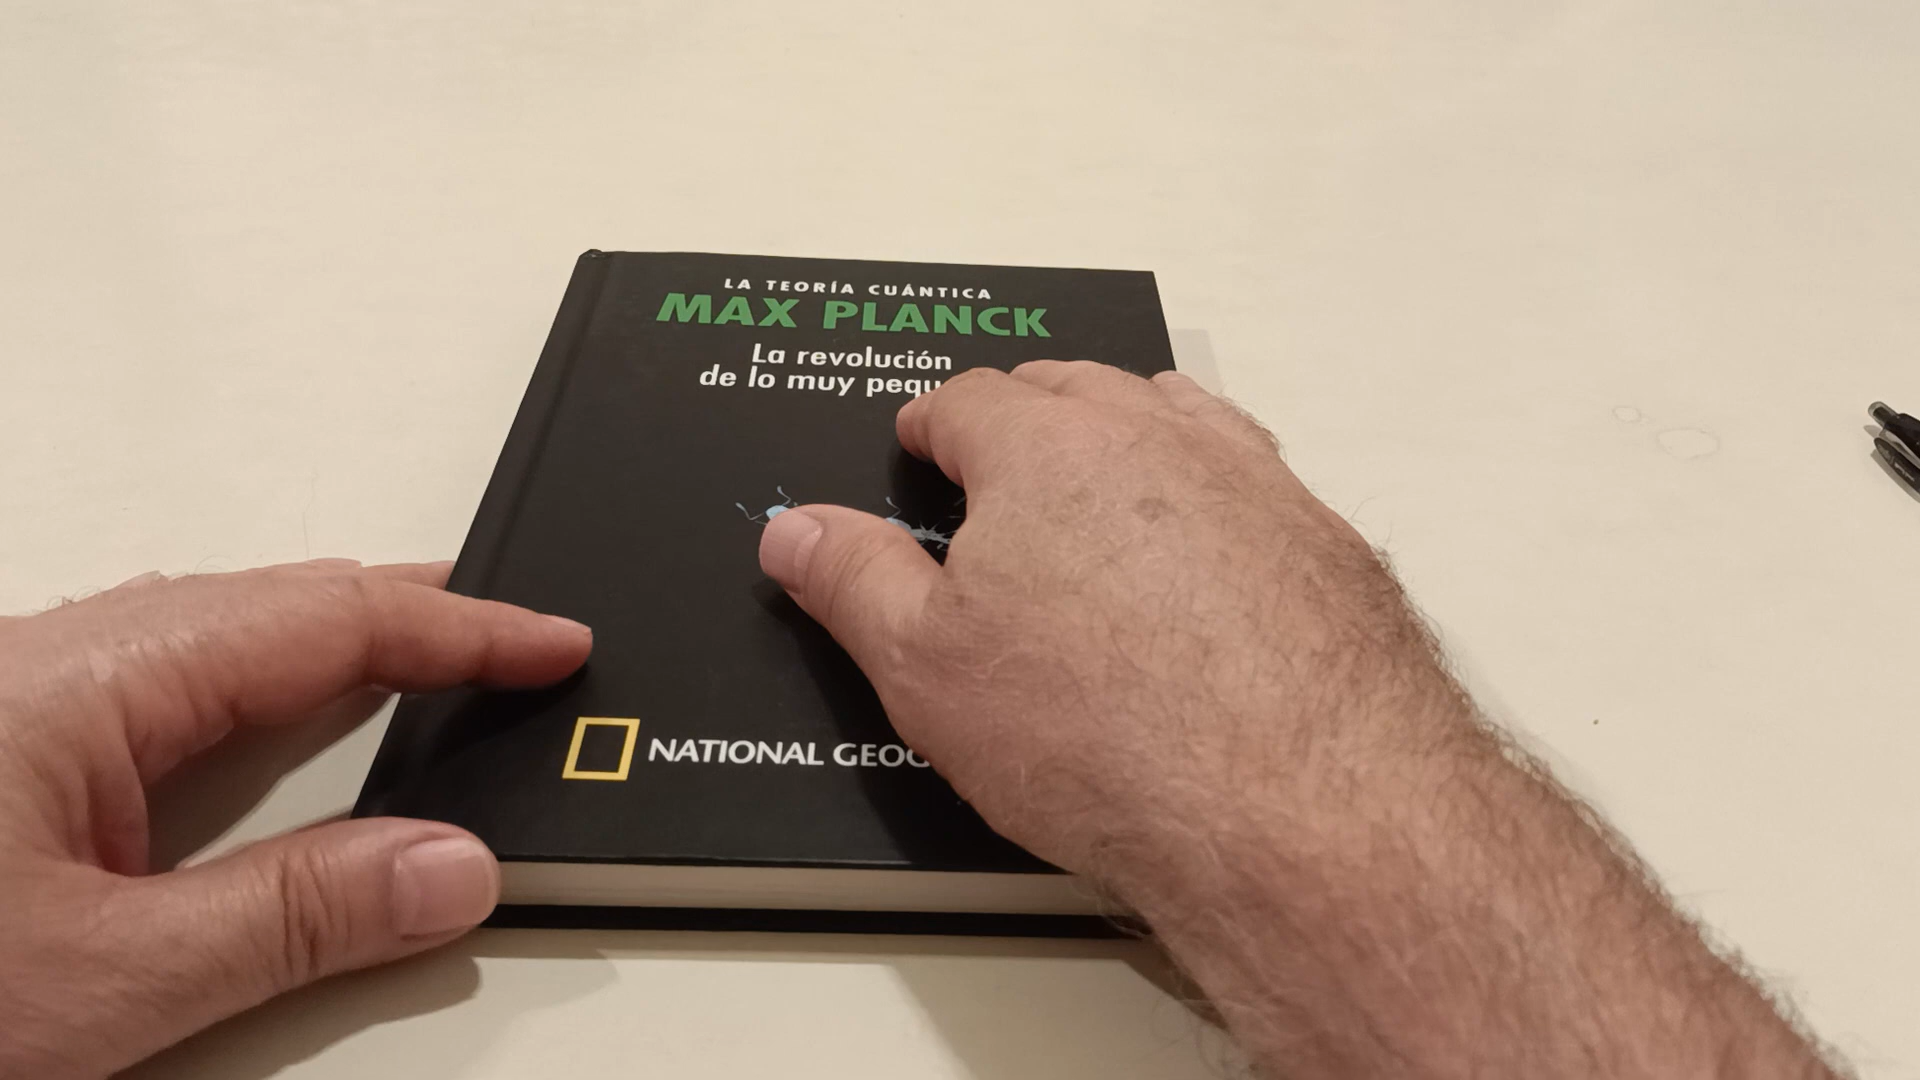 LA TEORÍA CUÁNTICA
MAX PLANCK
La revolución
de lo muy
NATIONAL